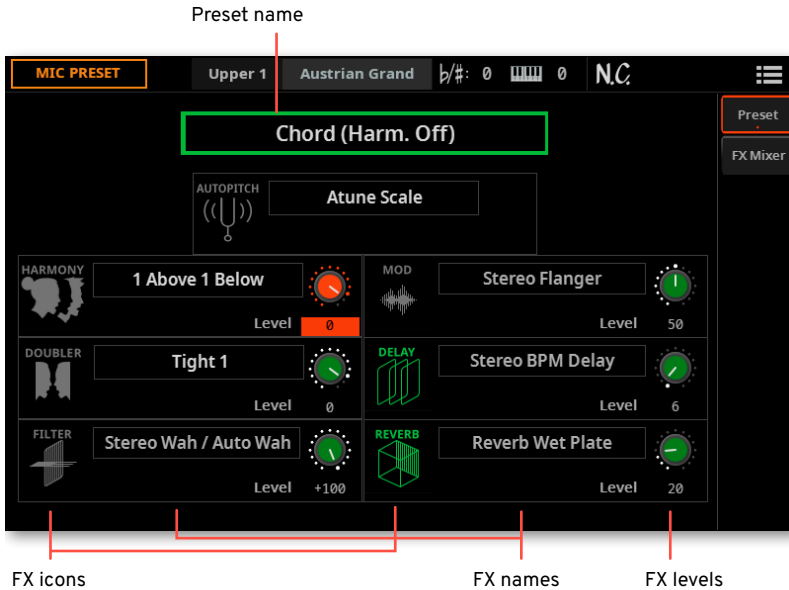 Preset name
MIC PRESET Upper 1 Austrian Grand ♭/♯: 0 0 N.C.
Preset
Chord (Harm. Off)
FX Mixer
AUTOPITCH
Atune Scale
HARMONY
1 Above 1 Below
Level 0
MOD
Stereo Flanger
Level 50
DOUBLER
Tight 1
Level 0
DELAY
Stereo BPM Delay
Level 6
FILTER
Stereo Wah / Auto Wah
Level +100
REVERB
Reverb Wet Plate
Level 20
FX icons FX names FX levels